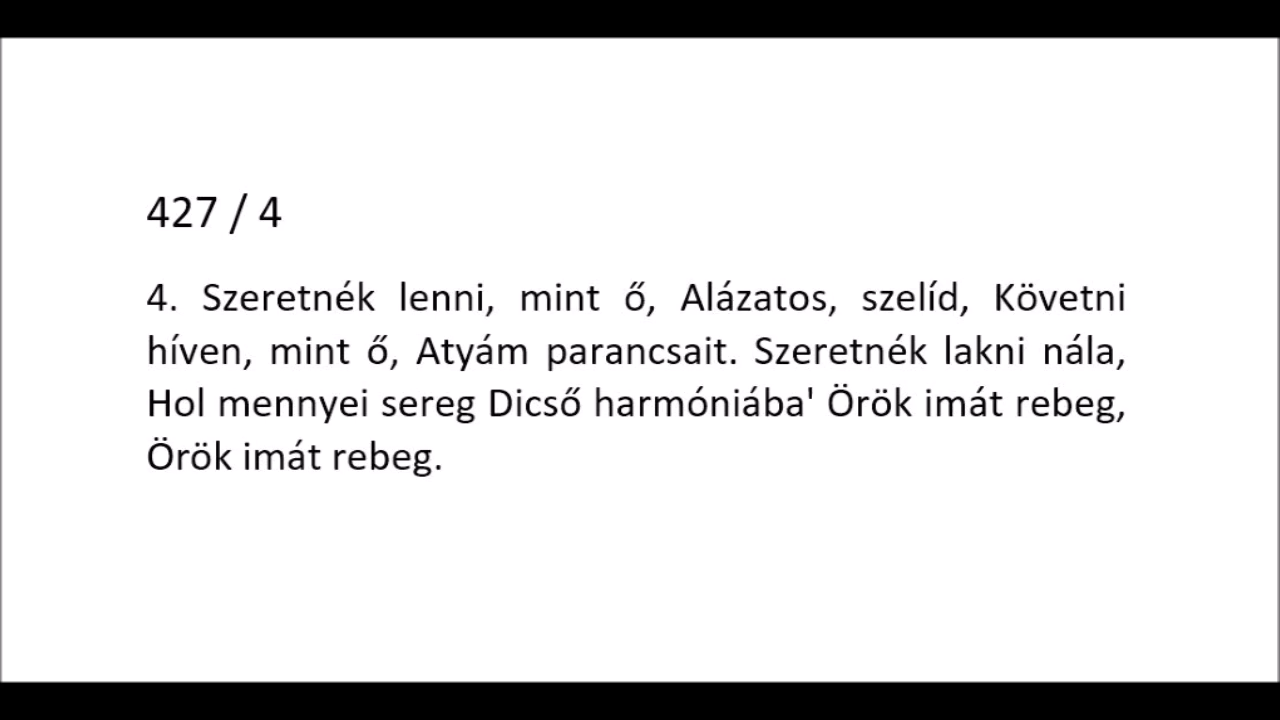 427 / 4
4. Szeretnék lenni, mint ő, Alázatos, szelíd, Követni
híven, mint ő, Atyám parancsait. Szeretnék lakni nála,
Hol mennyei sereg Dicső harmóniába' Örök imát rebeg,
Örök imát rebeg.